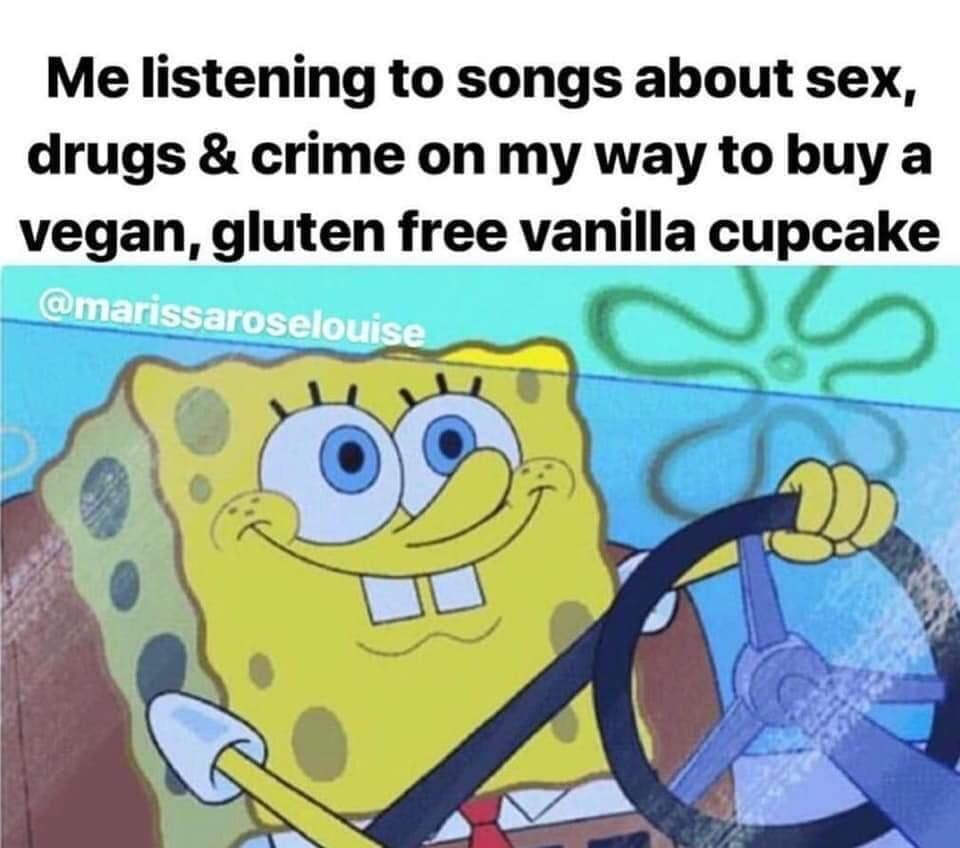 Me listening to songs about sex,
drugs & crime on my way to buy a
vegan, gluten free vanilla cupcake
@marissaroselouise